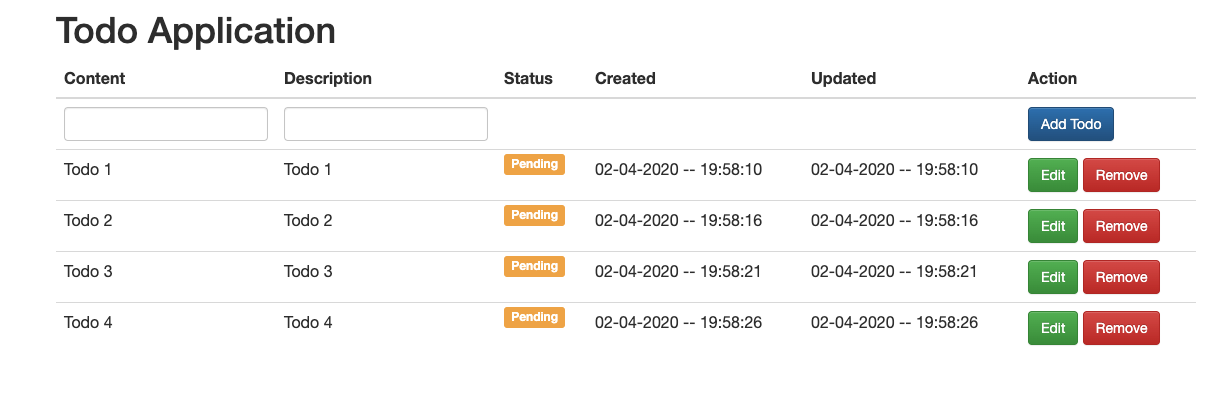 Todo Application
Content Description Status Created Updated Action
Add Todo
Todo 1 Todo 1 Pending 02-04-2020 -- 19:58:10 02-04-2020 -- 19:58:10 Edit Remove
Todo 2 Todo 2 Pending 02-04-2020 -- 19:58:16 02-04-2020 -- 19:58:16 Edit Remove
Todo 3 Todo 3 Pending 02-04-2020 -- 19:58:21 02-04-2020 -- 19:58:21 Edit Remove
Todo 4 Todo 4 Pending 02-04-2020 -- 19:58:26 02-04-2020 -- 19:58:26 Edit Remove